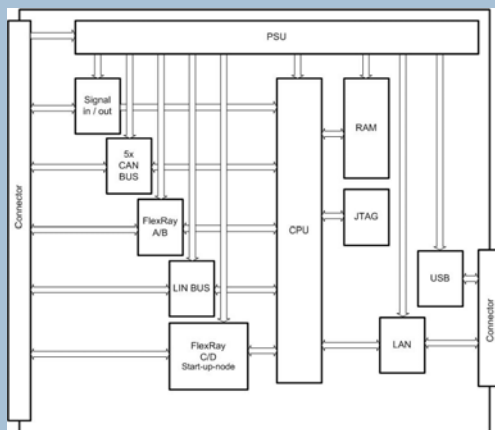 PSU
Signal
in / out
RAM
5x
CAN
BUS
FlexRay
A/B
JTAG
CPU
Connector
LIN BUS
USB
FlexRay
C/D
Start-up-node
LAN
Connector